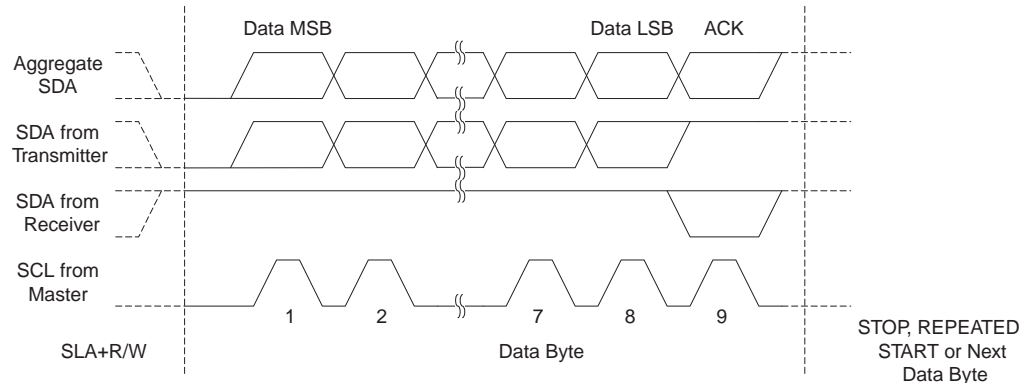 Data MSB
Data LSB
ACK
Aggregate
SDA
SDA from
Transmitter
SDA from
Receiver
SCL from
Master
1
2
7
8
9
SLA+R/W
Data Byte
STOP, REPEATED
START or Next
Data Byte